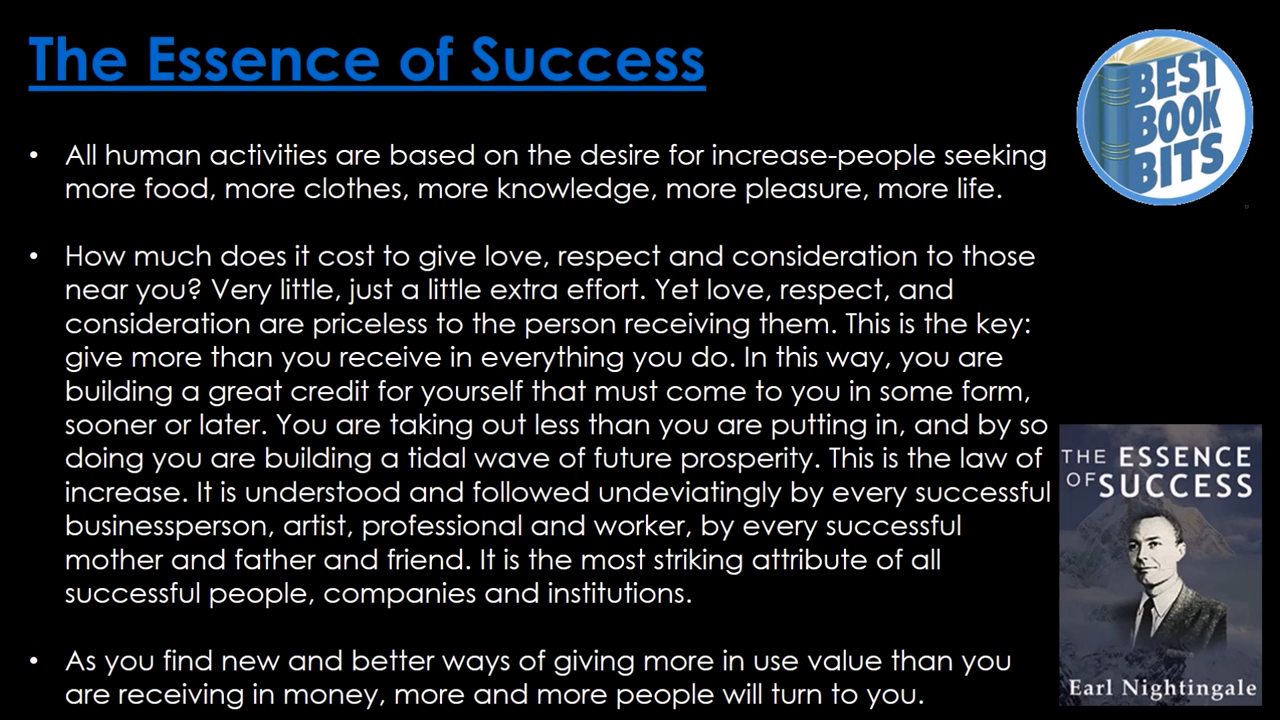 The Essence of Success
BEST
BOOK
BITS
• All human activities are based on the desire for increase-people seeking
more food, more clothes, more knowledge, more pleasure, more life.
• How much does it cost to give love, respect and consideration to those
near you? Very little, just a little extra effort. Yet love, respect, and
consideration are priceless to the person receiving them. This is the key:
give more than you receive in everything you do. In this way, you are
building a great credit for yourself that must come to you in some form,
sooner or later. You are taking out less than you are putting in, and by so
doing you are building a tidal wave of future prosperity. This is the law of
increase. It is understood and followed undeviatingly by every successful
businessperson, artist, professional and worker, by every successful
mother and father and friend. It is the most striking attribute of all
successful people, companies and institutions.
• As you find new and better ways of giving more in use value than you
are receiving in money, more and more people will turn to you.
THE ESSENCE
OF SUCCESS
Earl Nightingale